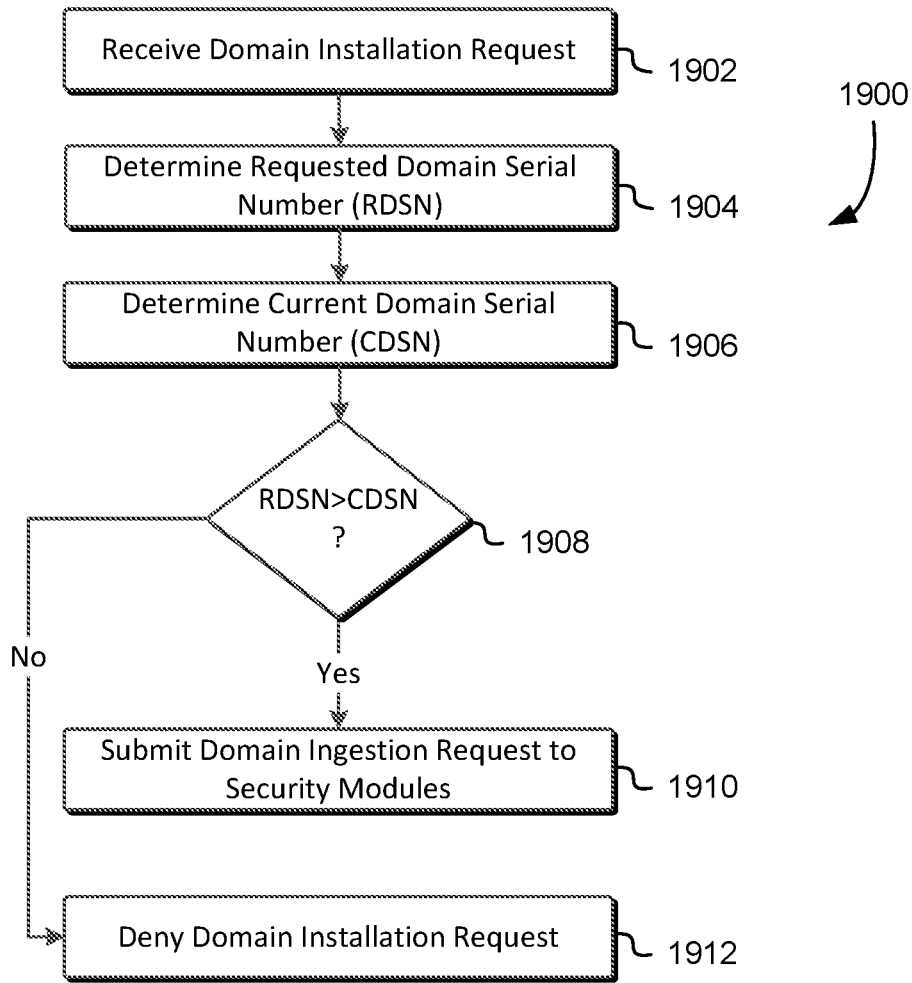 Receive Domain Installation Request
1902
1900
Determine Requested Domain Serial
Number (RDSN)
1904
Determine Current Domain Serial
Number (CDSN)
1906
RDSN>CDSN
?
1908
No
Yes
Submit Domain Ingestion Request to
Security Modules
1910
Deny Domain Installation Request
1912